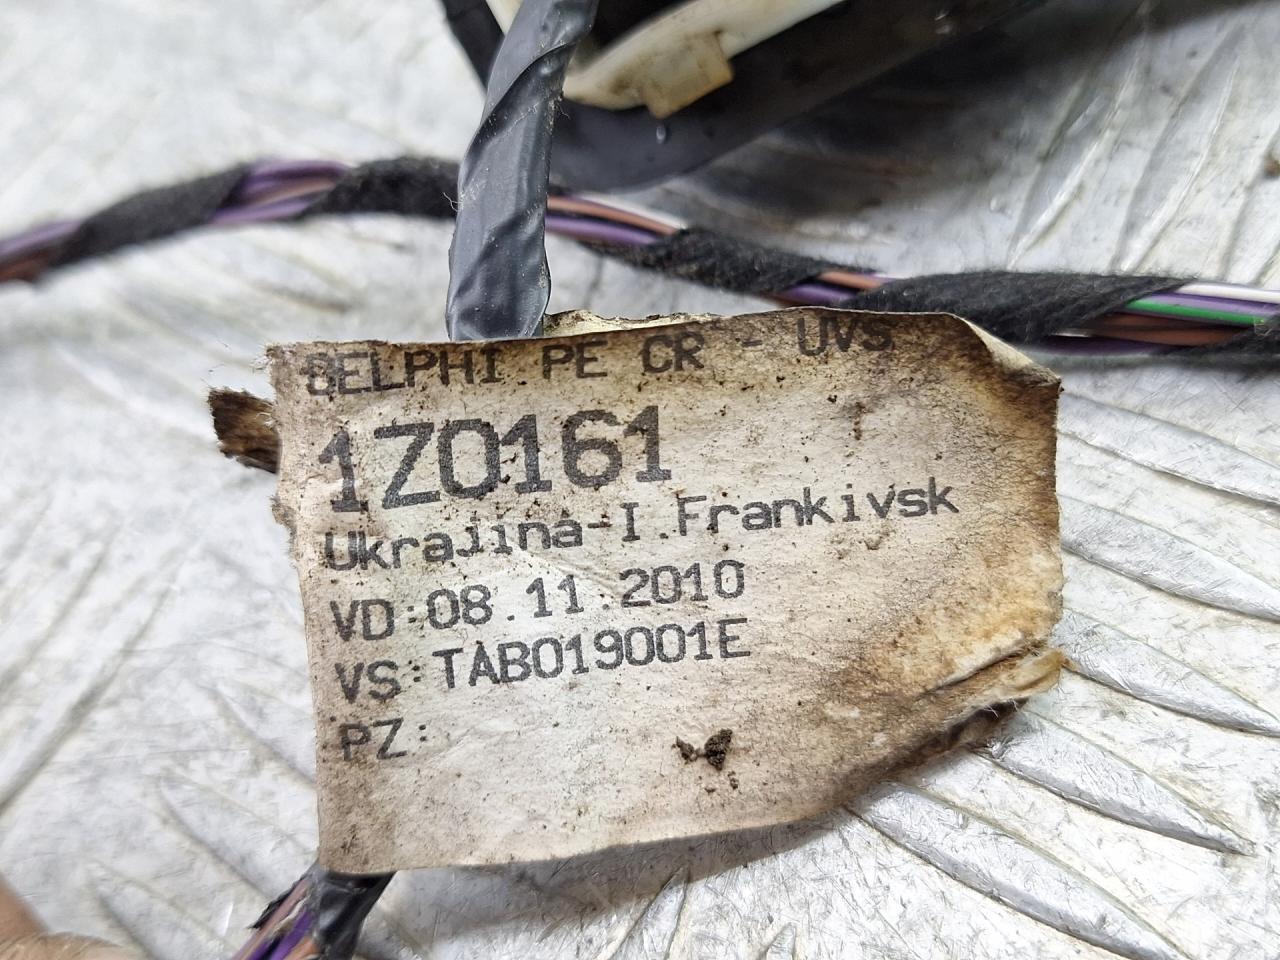 DELPHI PE CR - UVS
1Z0161
Ukrajina-I.Frankivsk
VD:08.11.2010
VS:TAB019001E
PZ: